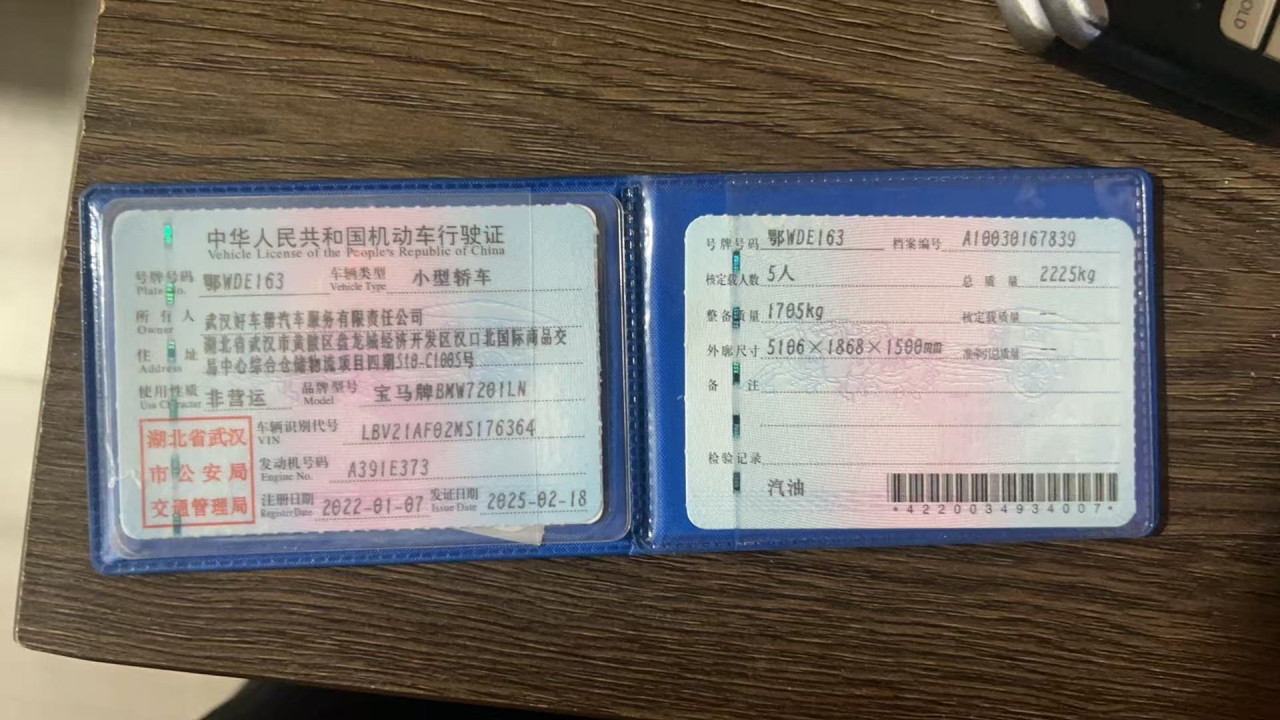 中华人民共和国机动车行驶证
Vehicle License of the People's Republic of China
号牌号码 鄂WDE163 车辆类型 小型轿车
Plate No. Vehicle Type
所有人 武汉好车帮汽车服务有限责任公司
Owner
住址 湖北省武汉市黄陂区盘龙城经济开发区汉口北国际商品交
Address 易中心综合仓储物流项目四期S10-C1085号
使用性质 非营运 品牌型号 宝马牌BMW7201LN
Use Character Model
湖北省武汉
市公安局
交通管理局
车辆识别代号 LBV21AF02MS176364
VIN
发动机号码 A391E373
Engine No.
注册日期 2022-01-07 发证日期 2025-02-18
Register Date Issue Date
号牌号码 鄂WDE163 档案编号 A10030167839
核定载人数 5人 总质量 2225kg
整备质量 1705kg 核定载质量 --
外廓尺寸 5106×1868×1500mm 准牵引总质量 --
备注
检验记录
汽油
*4220034934007*
OLD